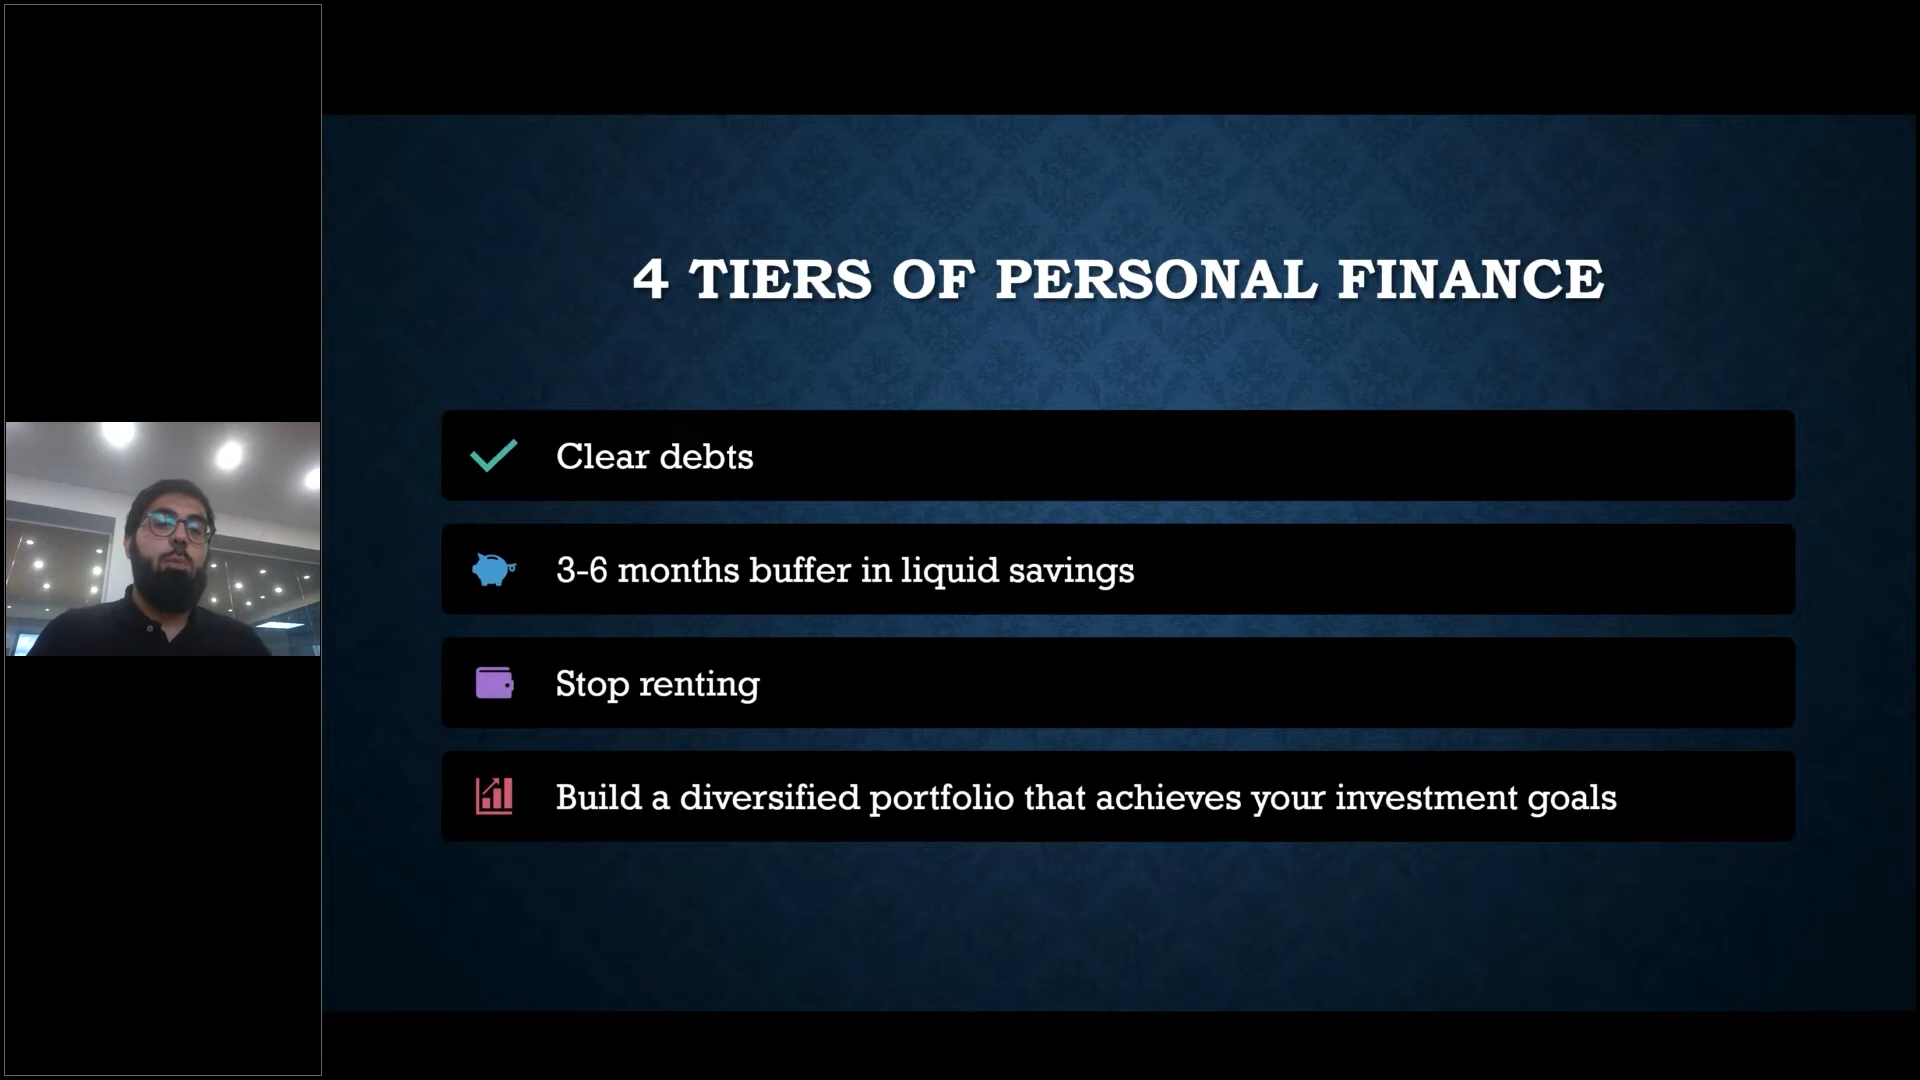 4 TIERS OF PERSONAL FINANCE
Clear debts
3-6 months buffer in liquid savings
Stop renting
Build a diversified portfolio that achieves your investment goals